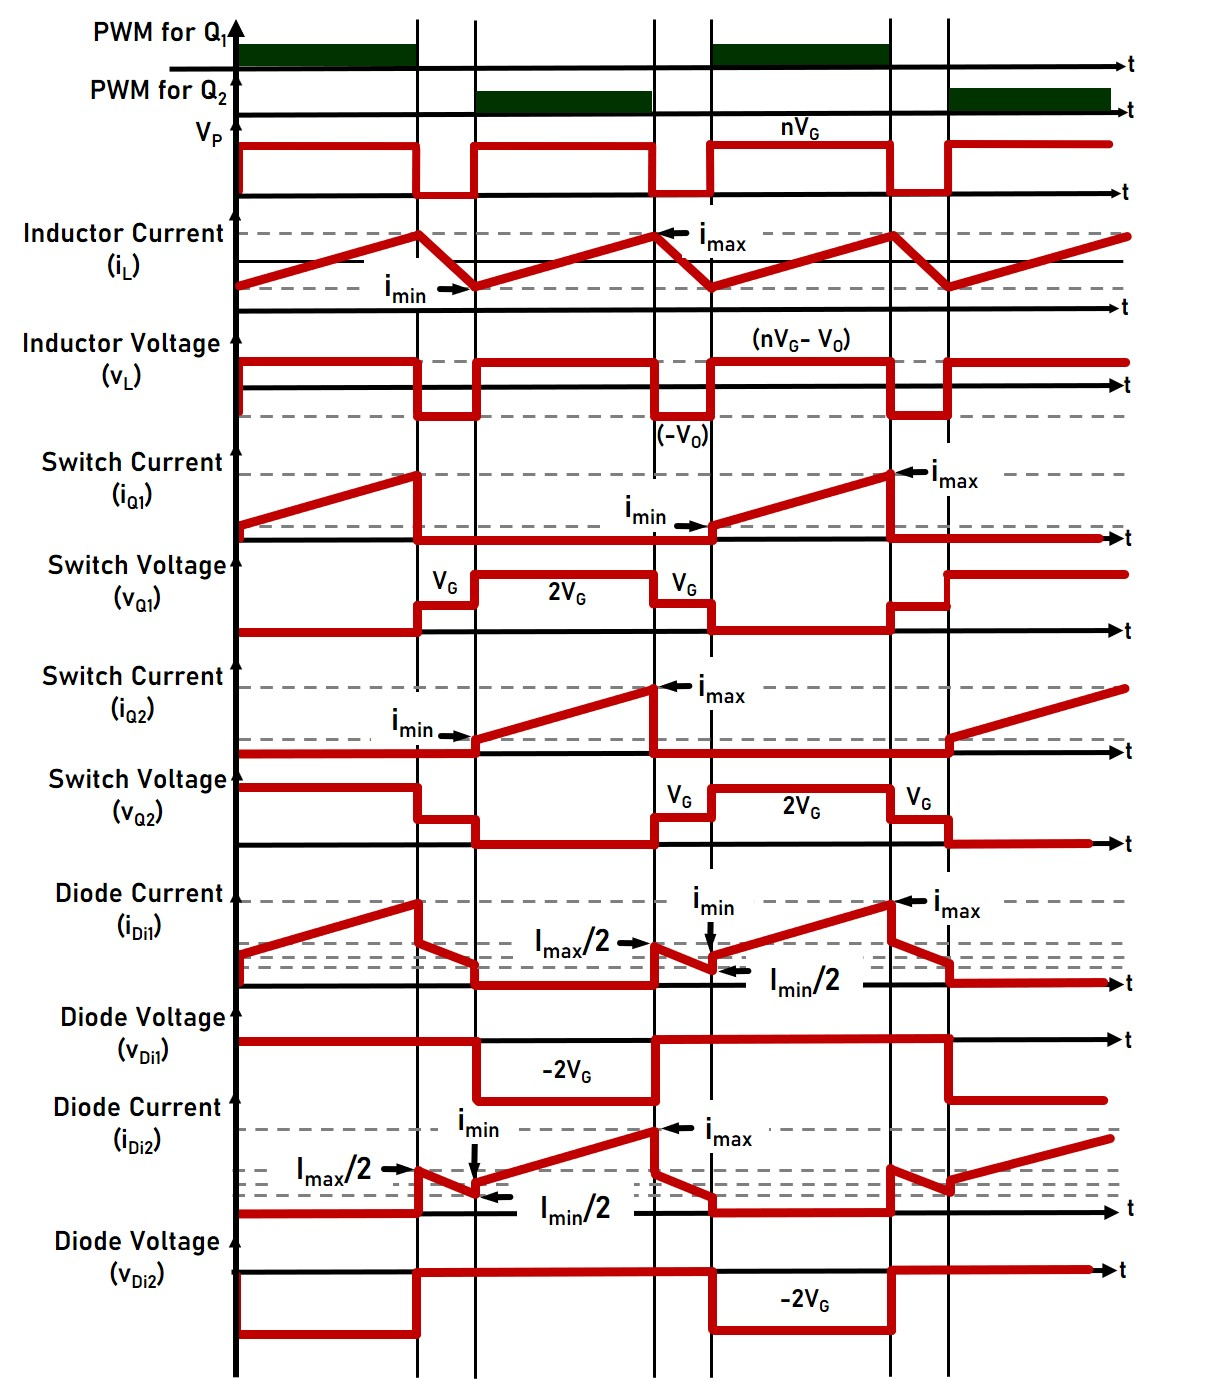 PWM for Q1
t
PWM for Q2
t
VP
nVG
t
Inductor Current
(iL)
imax
imin
t
Inductor Voltage
(vL)
(nVG- VO)
t
(-VO)
Switch Current
(iQ1)
imax
imin
t
Switch Voltage
(vQ1)
VG
2VG
VG
t
Switch Current
(iQ2)
imax
imin
t
Switch Voltage
(vQ2)
VG
2VG
VG
t
Diode Current
(iDi1)
imin
imax
Imax/2
Imin/2
t
Diode Voltage
(vDi1)
t
-2VG
Diode Current
(iDi2)
imin
imax
Imax/2
Imin/2
t
Diode Voltage
(vDi2)
t
-2VG